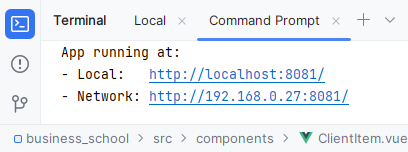 Terminal Local Command Prompt
App running at:
- Local: http://localhost:8081/
- Network: http://192.168.0.27:8081/
business_school > src > components > ClientItem.vue